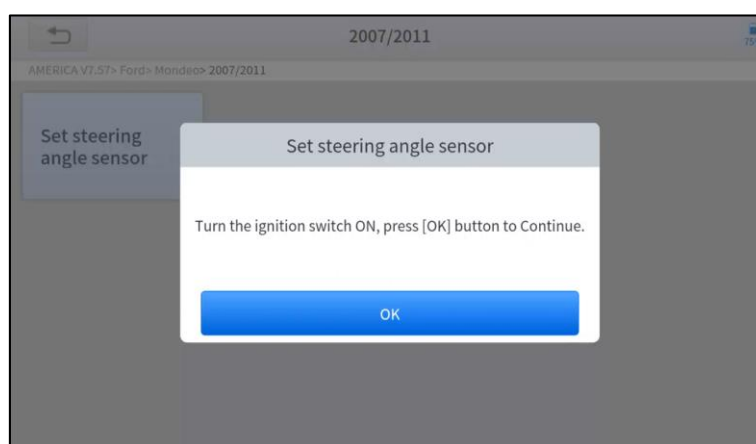 2007/2011
AMERICA V7.57> Ford> Mondeo> 2007/2011
Set steering
angle sensor
Set steering angle sensor
Turn the ignition switch ON, press [OK] button to Continue.
OK